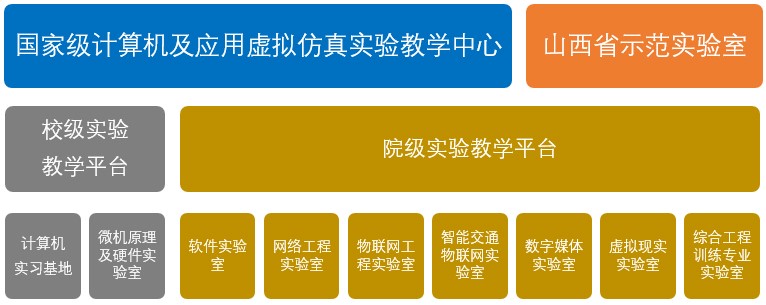 国家级计算机及应用虚拟仿真实验教学中心
山西省示范实验室
校级实验
教学平台
院级实验教学平台
计算机
实习基地
微机原理
及硬件实
验室
软件实验
室
网络工程
实验室
物联网工
程实验室
智能交通
物联网实
验室
数字媒体
实验室
虚拟现实
实验室
综合工程
训练专业
实验室